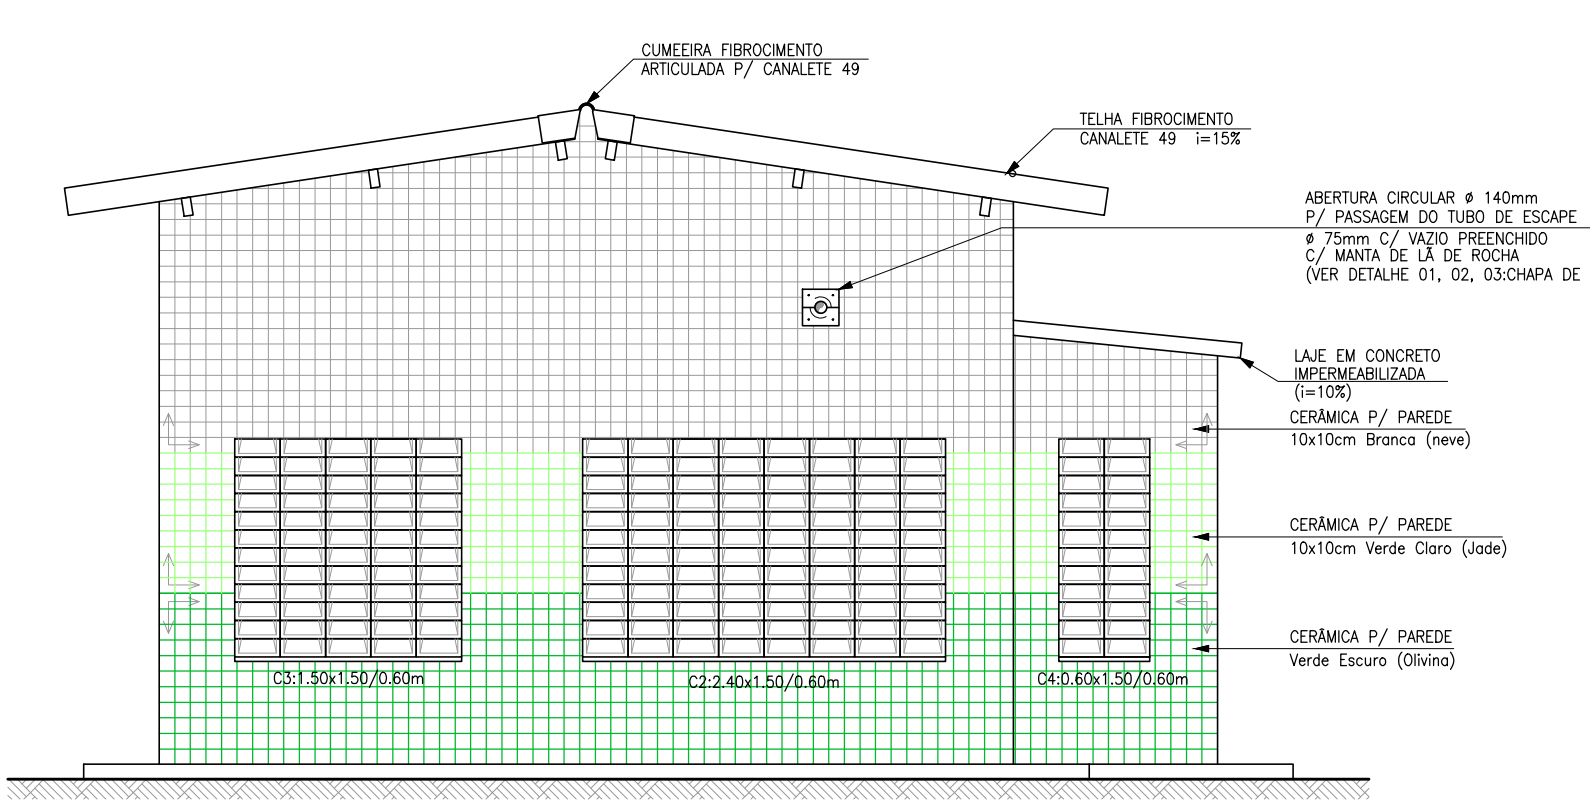 CUMEEIRA FIBROCIMENTO
ARTICULADA P/ CANALETE 49
TELHA FIBROCIMENTO
CANALETE 49 i=15%
ABERTURA CIRCULAR ø 140mm
P/ PASSAGEM DO TUBO DE ESCAPE
ø 75mm C/ VAZIO PREENCHIDO
C/ MANTA DE LÃ DE ROCHA
(VER DETALHE 01, 02, 03:CHAPA DE
LAJE EM CONCRETO
IMPERMEABILIZADA
(i=10%)
CERÂMICA P/ PAREDE
10x10cm Branca (neve)
CERÂMICA P/ PAREDE
10x10cm Verde Claro (Jade)
CERÂMICA P/ PAREDE
Verde Escuro (Olivina)
C3:1.50x1.50/0.60m
C2:2.40x1.50/0.60m
C4:0.60x1.50/0.60m